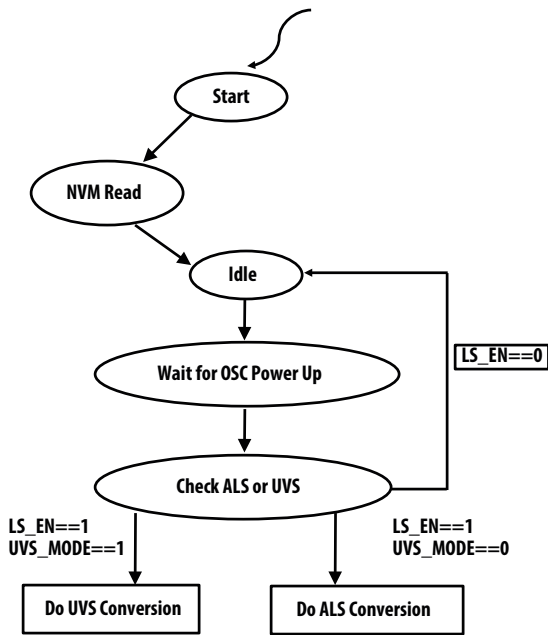 Start
NVM Read
Idle
LS_EN==0
Wait for OSC Power Up
Check ALS or UVS
LS_EN==1
UVS_MODE==1
LS_EN==1
UVS_MODE==0
Do UVS Conversion
Do ALS Conversion